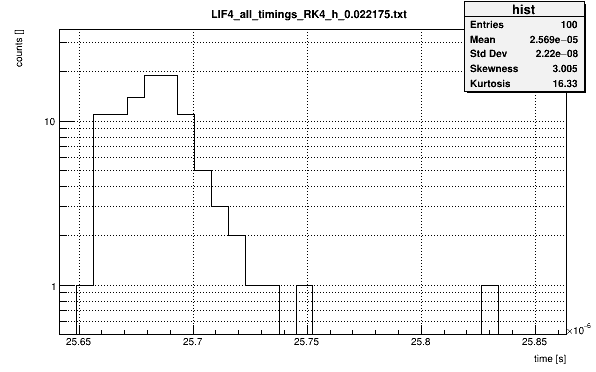 LIF4_all_timings_RK4_h_0.022175.txt
hist
Entries 100
Mean 2.569e−05
Std Dev 2.22e−08
Skewness 3.005
Kurtosis 16.33
counts []
10
1
25.65 25.7 25.75 25.8 25.85
×10⁻⁶
time [s]